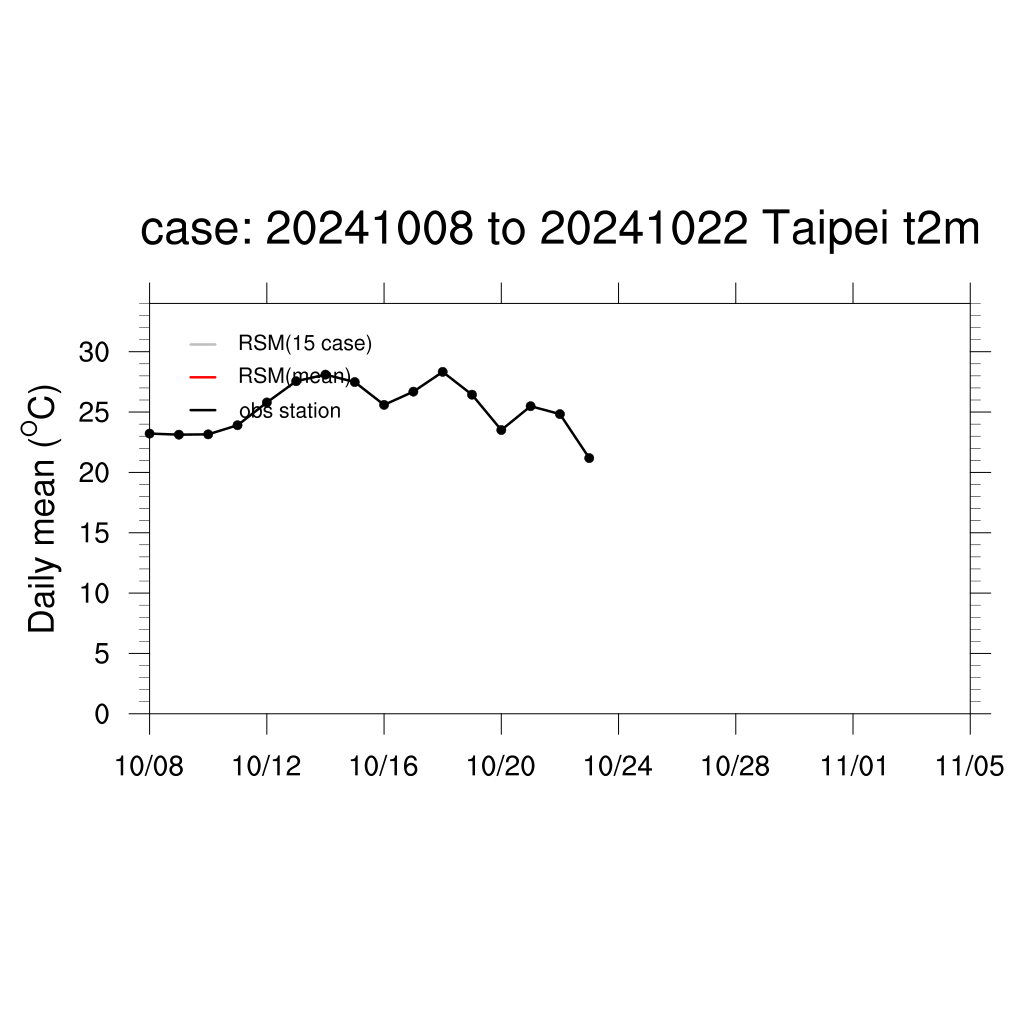 case: 20241008 to 20241022 Taipei t2m
RSM(15 case)
RSM(mean)
obs station
Daily mean (°C)
30
25
20
15
10
5
0
10/08 10/12 10/16 10/20 10/24 10/28 11/01 11/05